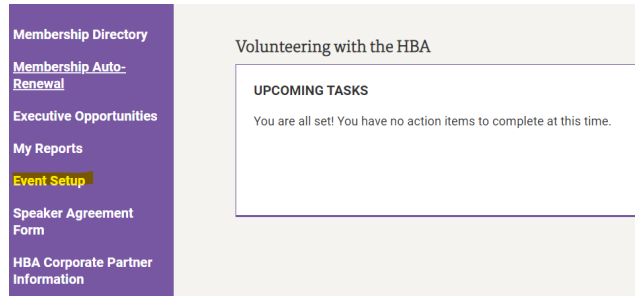 Membership Directory
Membership Auto-
Renewal
Executive Opportunities
My Reports
Event Setup
Speaker Agreement
Form
HBA Corporate Partner
Information
Volunteering with the HBA
UPCOMING TASKS
You are all set! You have no action items to complete at this time.